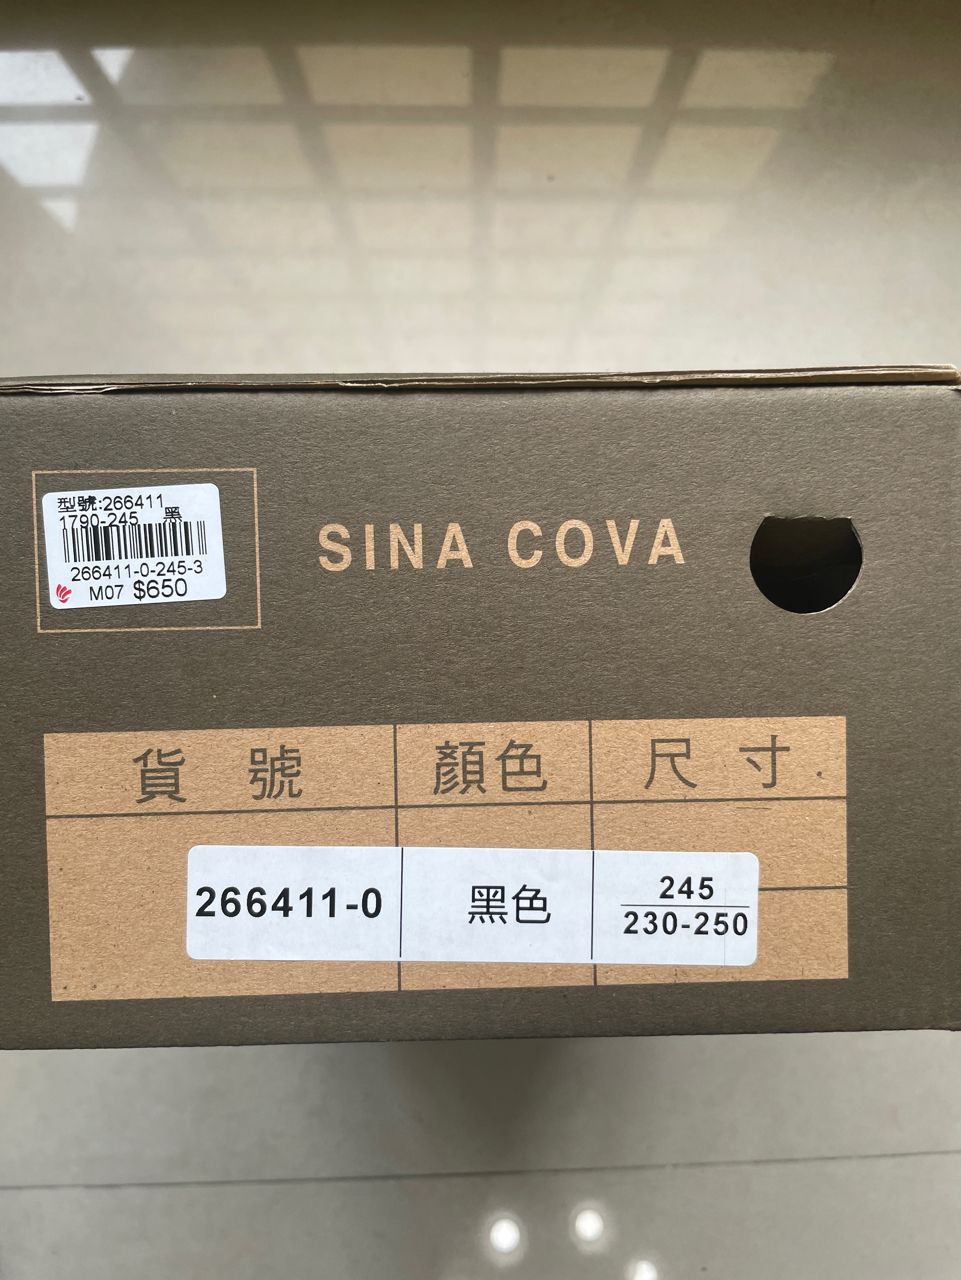 型號:266411
1790-245 黑
266411-0-245-3
M07 $650
SINA COVA
貨號 顏色 尺寸
266411-0 黑色 245
230-250